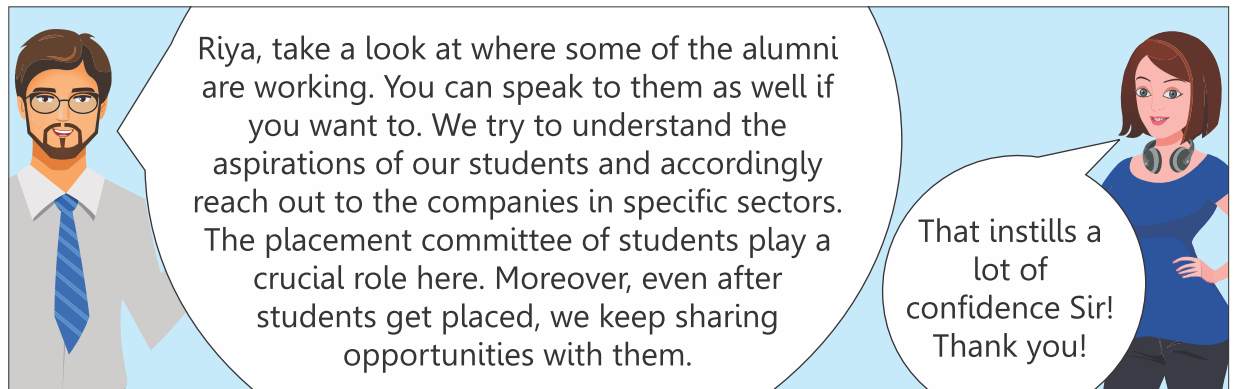 Riya, take a look at where some of the alumni
are working. You can speak to them as well if
you want to. We try to understand the
aspirations of our students and accordingly
reach out to the companies in specific sectors.
The placement committee of students play a
crucial role here. Moreover, even after
students get placed, we keep sharing
opportunities with them.
That instills a
lot of
confidence Sir!
Thank you!